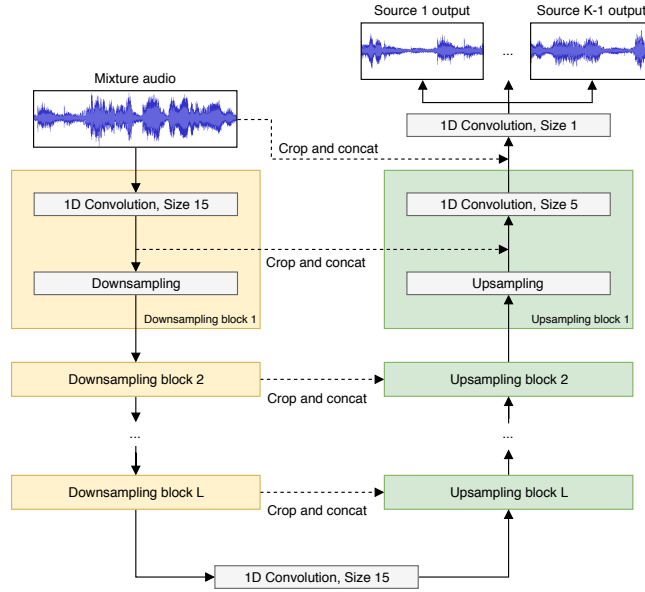 Source 1 output
Source K-1 output
...
Mixture audio
1D Convolution, Size 1
Crop and concat
1D Convolution, Size 15
1D Convolution, Size 5
Crop and concat
Downsampling
Upsampling
Downsampling block 1
Upsampling block 1
Downsampling block 2
Upsampling block 2
Crop and concat
...
...
Downsampling block L
Upsampling block L
Crop and concat
1D Convolution, Size 15